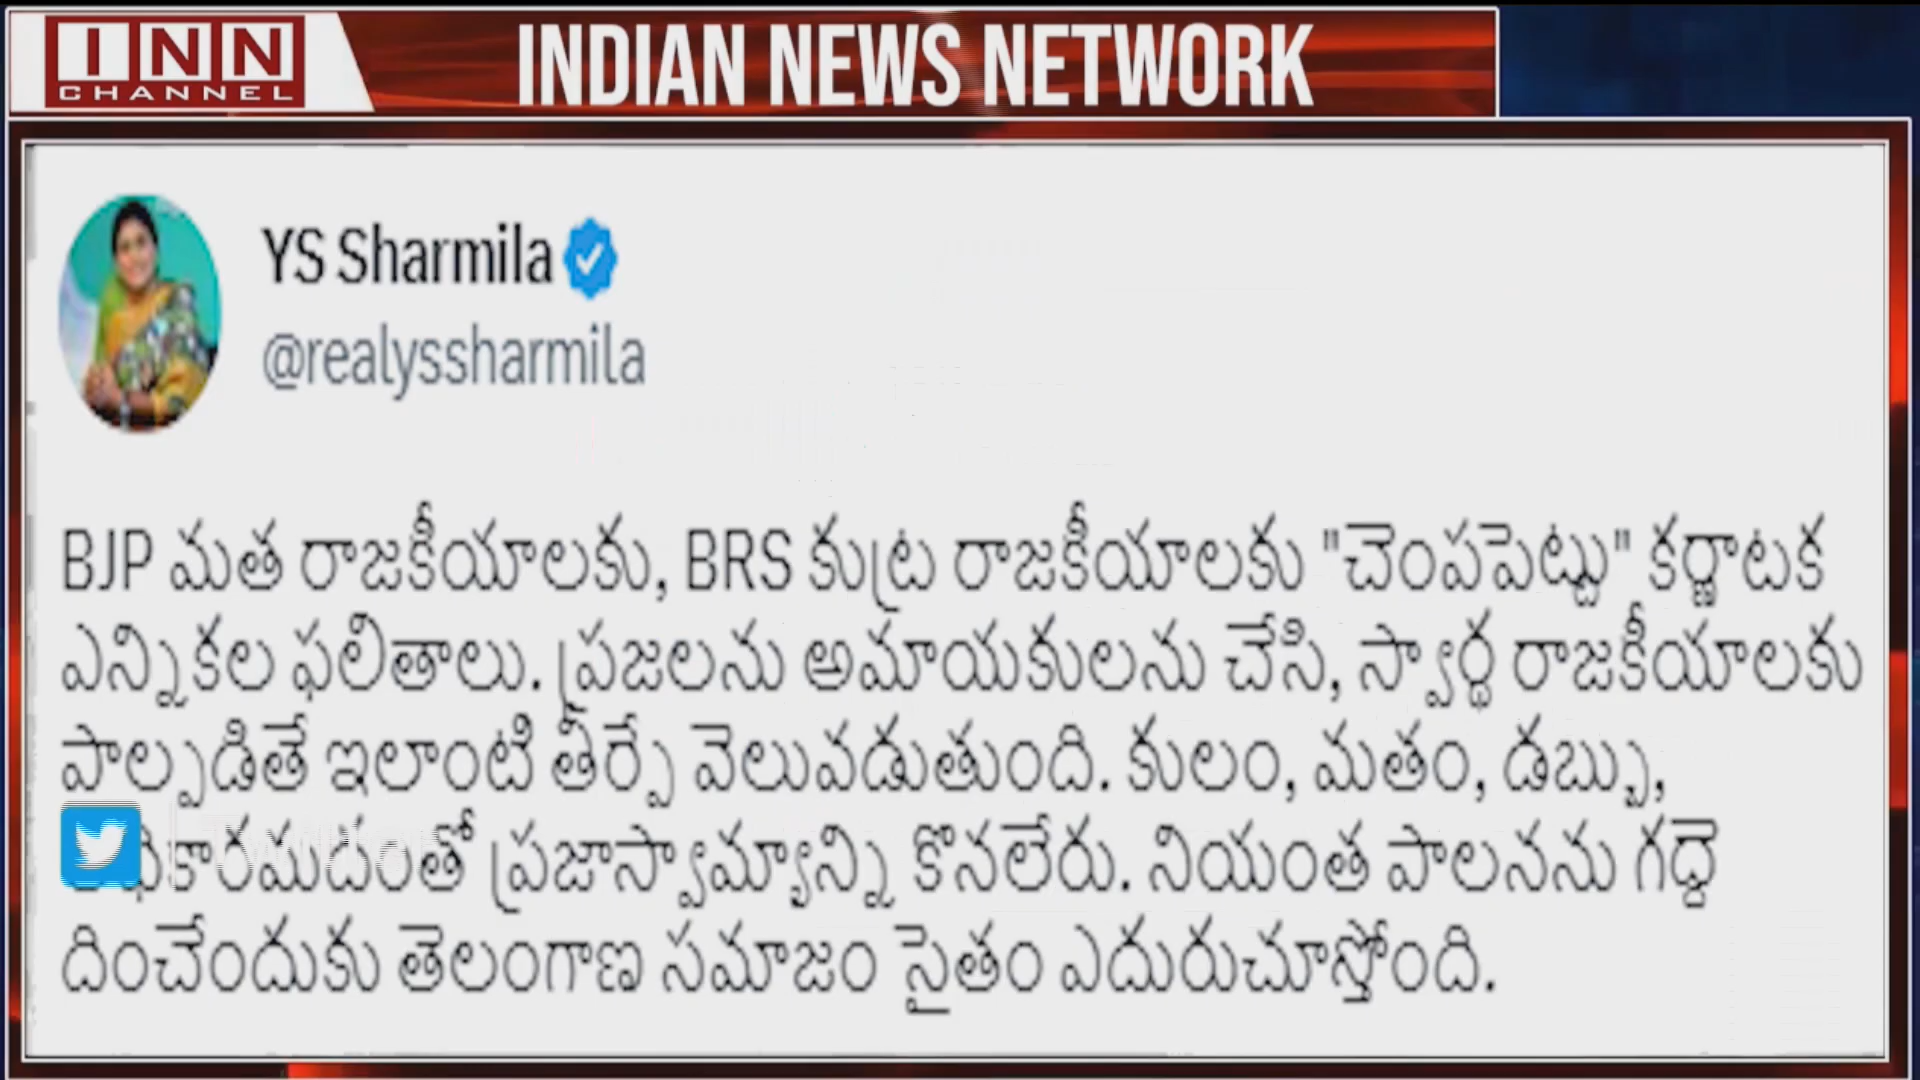 INN
CHANNEL
INDIAN NEWS NETWORK
YS Sharmila
@realyssharmila
BJP మత రాజకీయాలకు, BRS కుట్ర రాజకీయాలకు "చెంపపెట్టు" కర్ణాటక
ఎన్నికల ఫలితాలు. ప్రజలను అమాయకులను చేసి, స్వార్థ రాజకీయాలకు
పాల్పడితే ఇలాంటి తీర్పే వెలువడుతుంది. కులం, మతం, డబ్బు,
ప్రజాస్వామ్యాన్ని కొనలేరు. నియంత పాలనను గద్దె
దించేందుకు తెలంగాణ సమాజం సైతం ఎదురుచూస్తోంది.